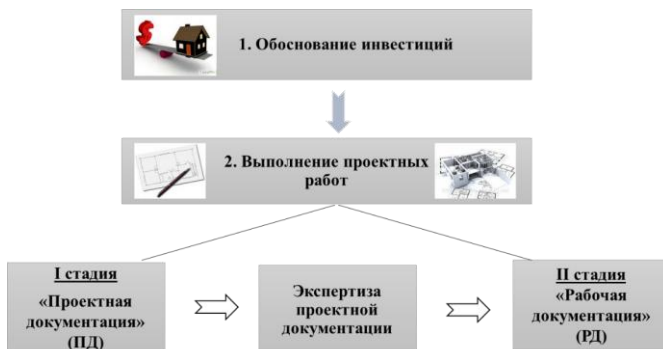 1. Обоснование инвестиций
2. Выполнение проектных
работ
I стадия
«Проектная
документация»
(ПД)
Экспертиза
проектной
документации
II стадия
«Рабочая
документация»
(РД)